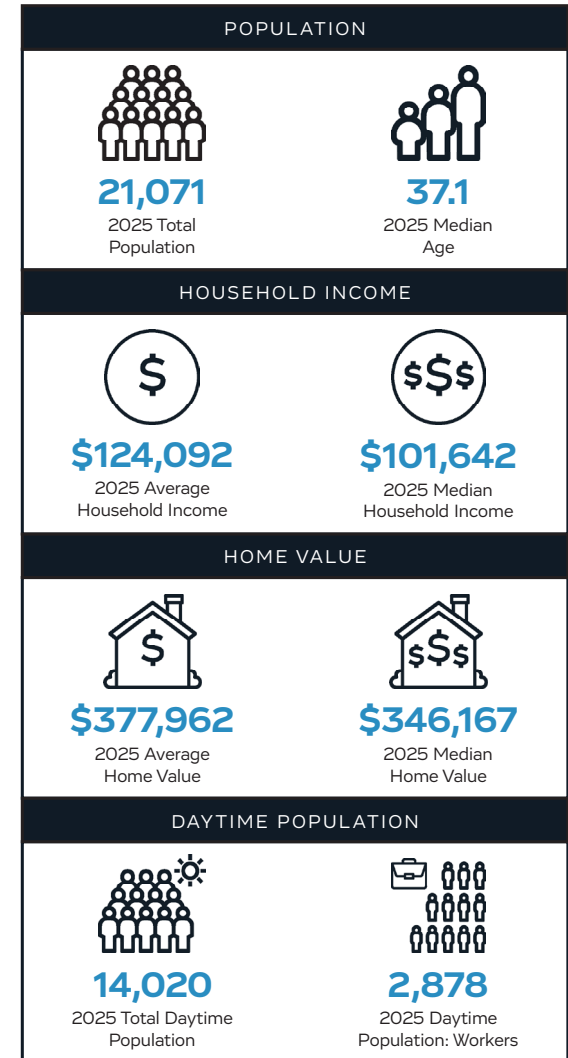 POPULATION
21,071
2025 Total
Population
37.1
2025 Median
Age
HOUSEHOLD INCOME
$
$124,092
2025 Average
Household Income
$$$
$101,642
2025 Median
Household Income
HOME VALUE
$
$377,962
2025 Average
Home Value
$$$
$346,167
2025 Median
Home Value
DAYTIME POPULATION
14,020
2025 Total Daytime
Population
2,878
2025 Daytime
Population: Workers